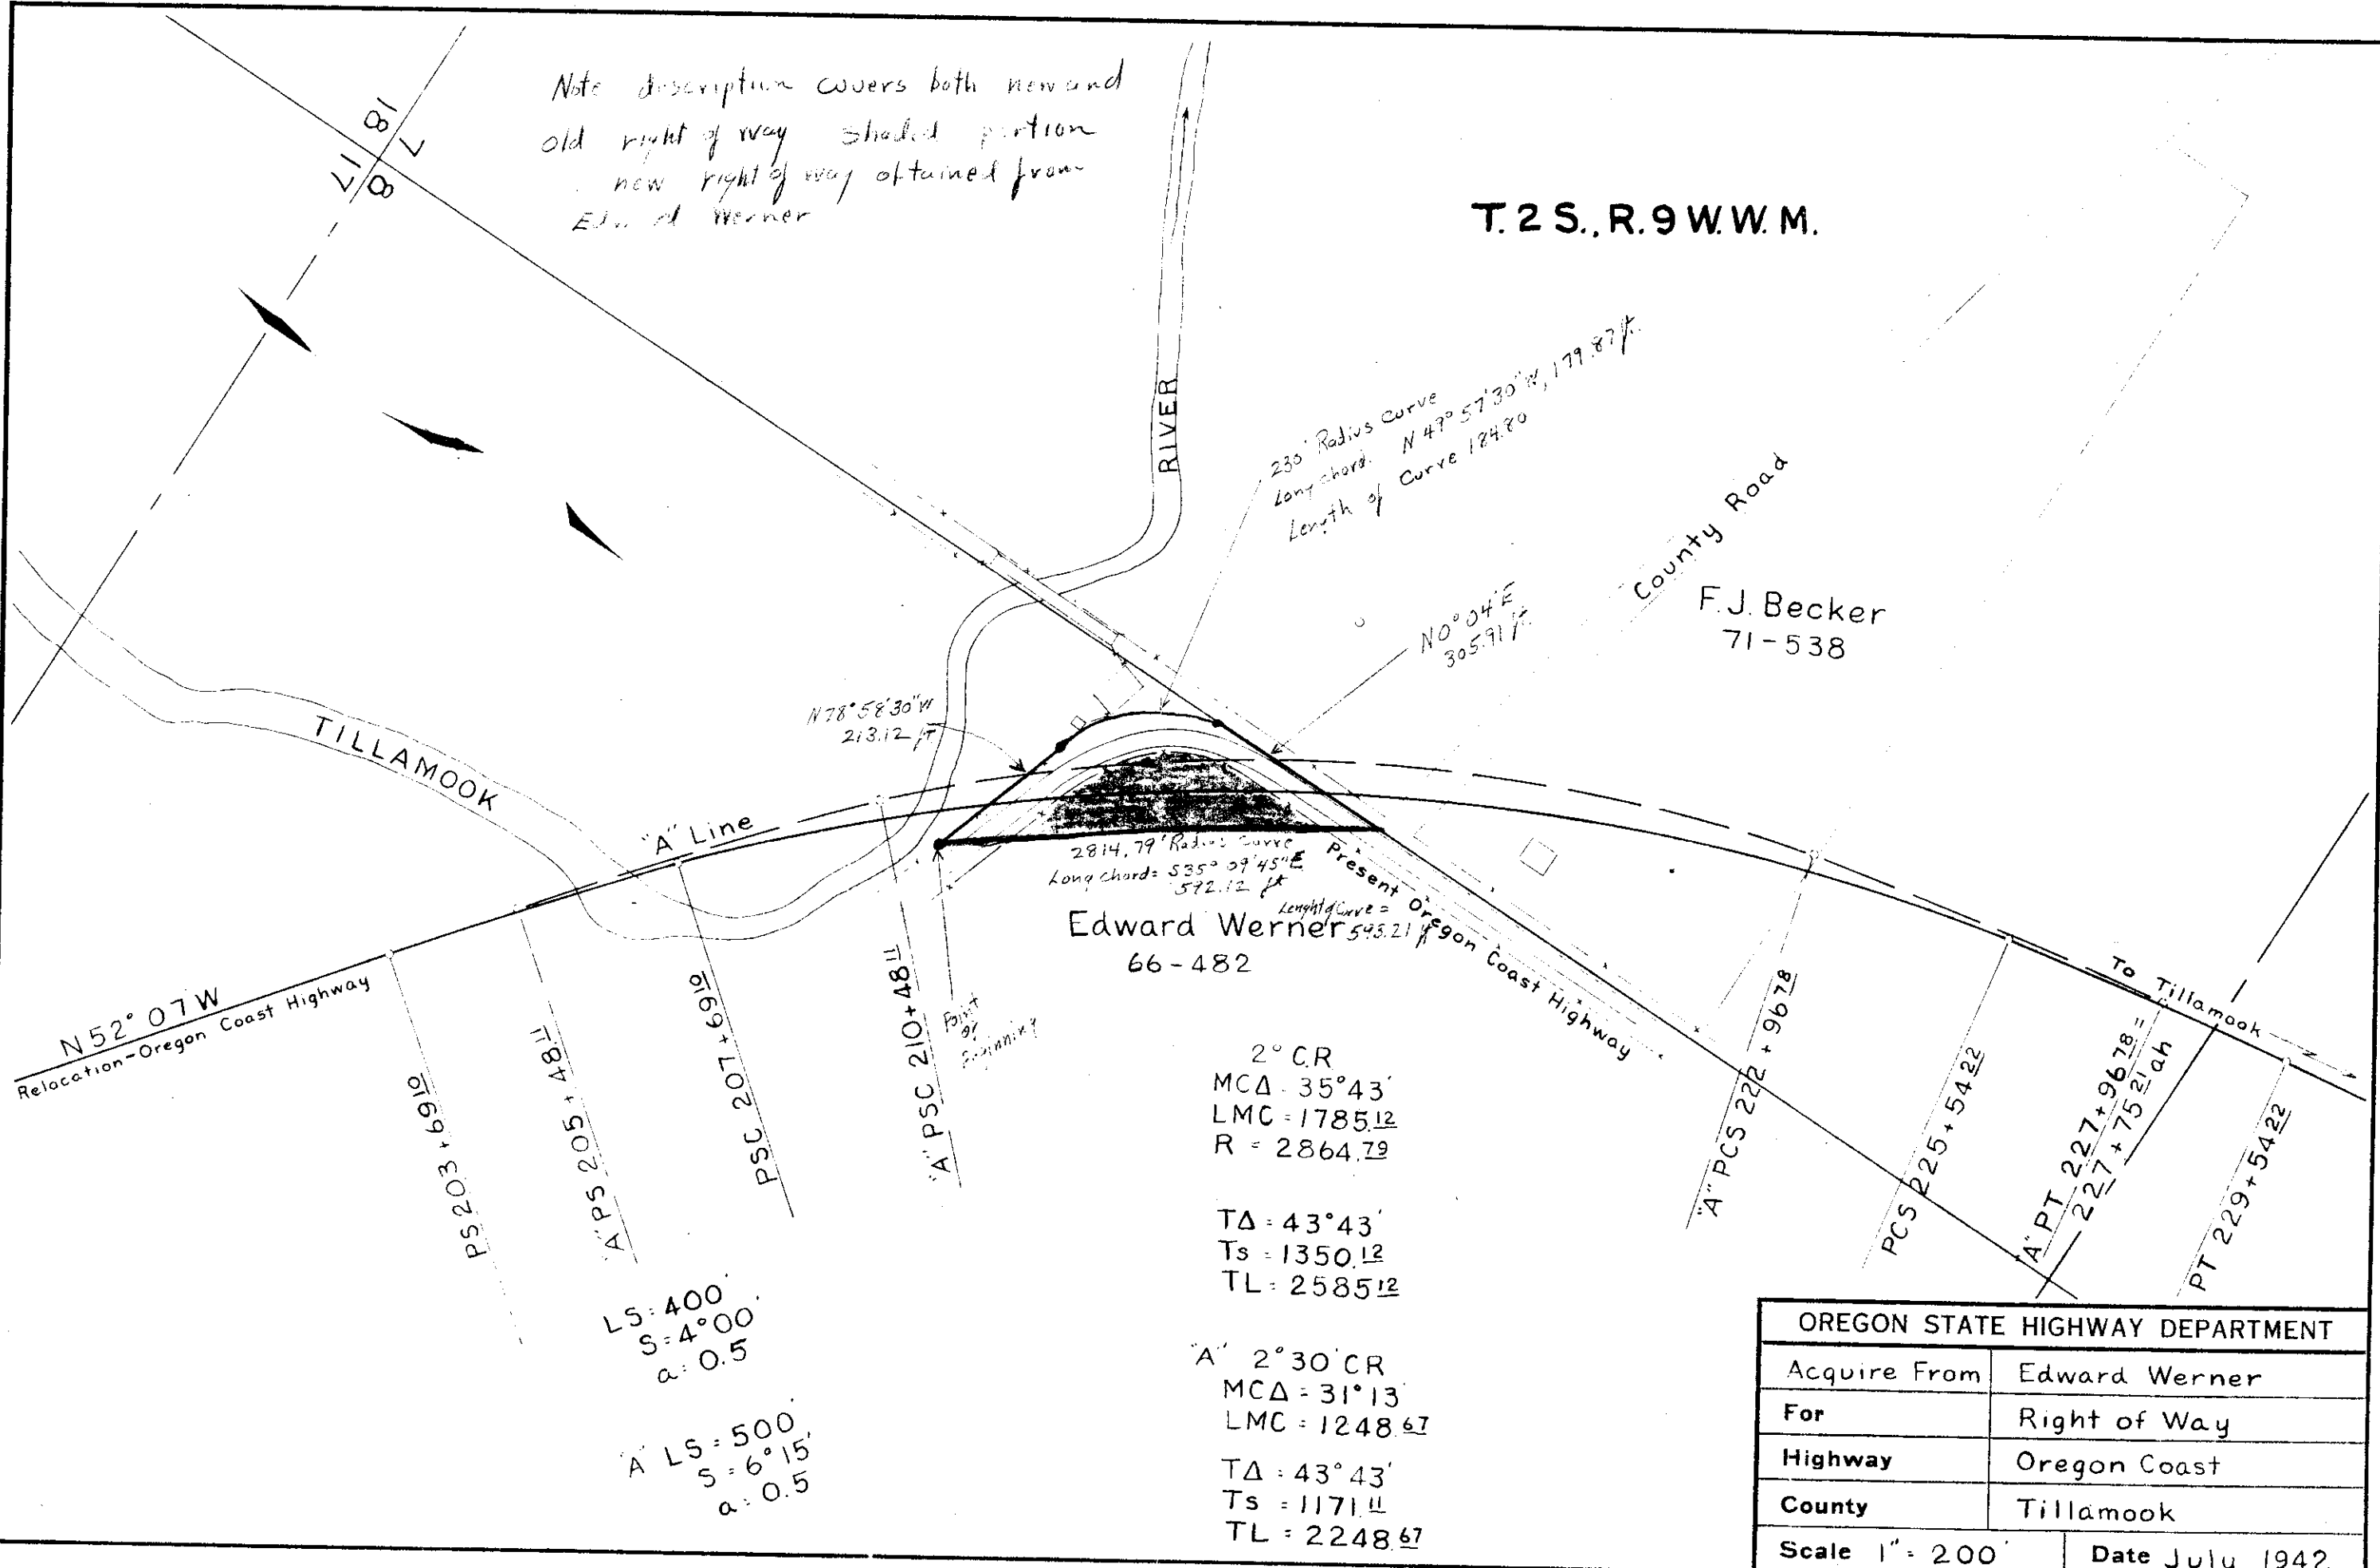 Note description covers both new and
old right of way shaded portion
new right of way obtained from
Edward Werner
18
7
17
8
T. 2 S., R. 9 W. W. M.
RIVER
230' Radius Curve
Long chord. N 49° 57' 30" W, 179.87 ft.
Length of Curve 184.80
County Road
F. J. Becker
71-538
N 0° 04' E
305.91 ft.
N 78° 58' 30" W
213.12 ft
TILLAMOOK
"A" Line
2814.79' Radius Curve
Long chord = S 35° 09' 45" E
592.12 ft
Lenght of Curve =
593.21 ft
Present Oregon Coast Highway
Edward Werner
66-482
N 52° 07 W
Relocation-Oregon Coast Highway
To Tillamook
Point
of
Beginning
PS 203+69 10
"A" PS 205+48 11
PSC 207+69 10
"A" PSC 210+48 11
"A" PCS 222+96 78
PCS 225+54 22
"A" PT 227+96 78 =
227+75 21 ah
PT 229+54 22
2° C.R
MCΔ = 35°43'
LMC = 1785.12
R = 2864.79
TΔ = 43°43'
Ts = 1350.12
TL = 2585 12
LS = 400'
S = 4°00'
a = 0.5
"A" LS = 500'
S = 6°15'
a = 0.5
"A" 2°30' CR
MCΔ = 31°13'
LMC = 1248.67
TΔ = 43°43'
Ts = 1171.11
TL = 2248.67
OREGON STATE HIGHWAY DEPARTMENT
Acquire From Edward Werner
For Right of Way
Highway Oregon Coast
County Tillamook
Scale 1" = 200' Date July 1942